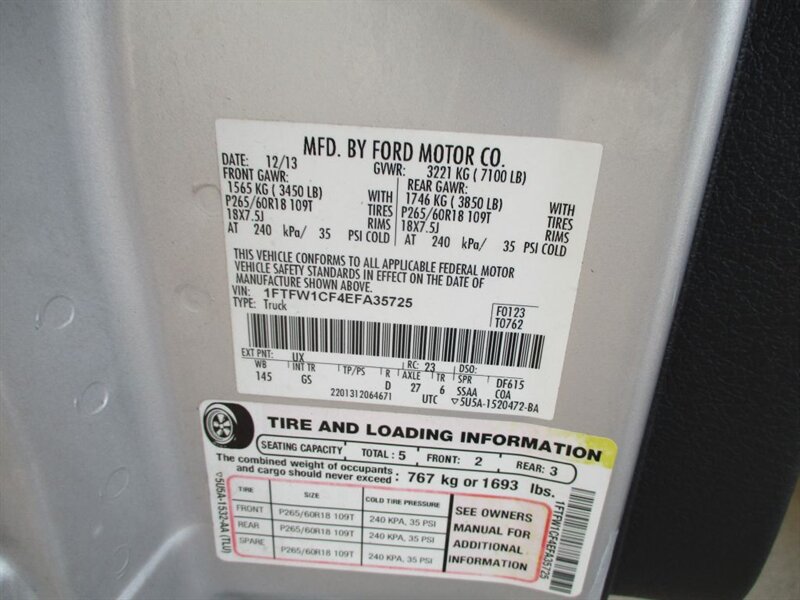 MFD. BY FORD MOTOR CO.
DATE: 12/13 GVWR: 3221 KG ( 7100 LB)
FRONT GAWR: REAR GAWR:
1565 KG ( 3450 LB) WITH 1746 KG ( 3850 LB) WITH
P265/60R18 109T TIRES P265/60R18 109T TIRES
18X7.5J RIMS 18X7.5J RIMS
AT 240 kPa/ 35 PSI COLD AT 240 kPa/ 35 PSI COLD
THIS VEHICLE CONFORMS TO ALL APPLICABLE FEDERAL MOTOR
VEHICLE SAFETY STANDARDS IN EFFECT ON THE DATE OF
MANUFACTURE SHOWN ABOVE.
VIN: 1FTFW1CF4EFA35725
TYPE: Truck
F0123
T0762
EXT PNT: UX RC: 23 DSO:
WB INT TR TP/PS R AXLE TR SPR DF615
145 GS D 27 6 SSAA COA
2201312064671 UTC ▽5U5A-1520472-BA
TIRE AND LOADING INFORMATION
SEATING CAPACITY TOTAL : 5 FRONT: 2 REAR: 3
The combined weight of occupants
and cargo should never exceed : 767 kg or 1693 lbs.
TIRE SIZE COLD TIRE PRESSURE
FRONT P265/60R18 109T 240 KPA, 35 PSI
REAR P265/60R18 109T 240 KPA, 35 PSI
SPARE P265/60R18 109T 240 KPA, 35 PSI
SEE OWNERS
MANUAL FOR
ADDITIONAL
INFORMATION
▽5U5A-1532-AA (TLU)
1FTFW1CF4EFA35725